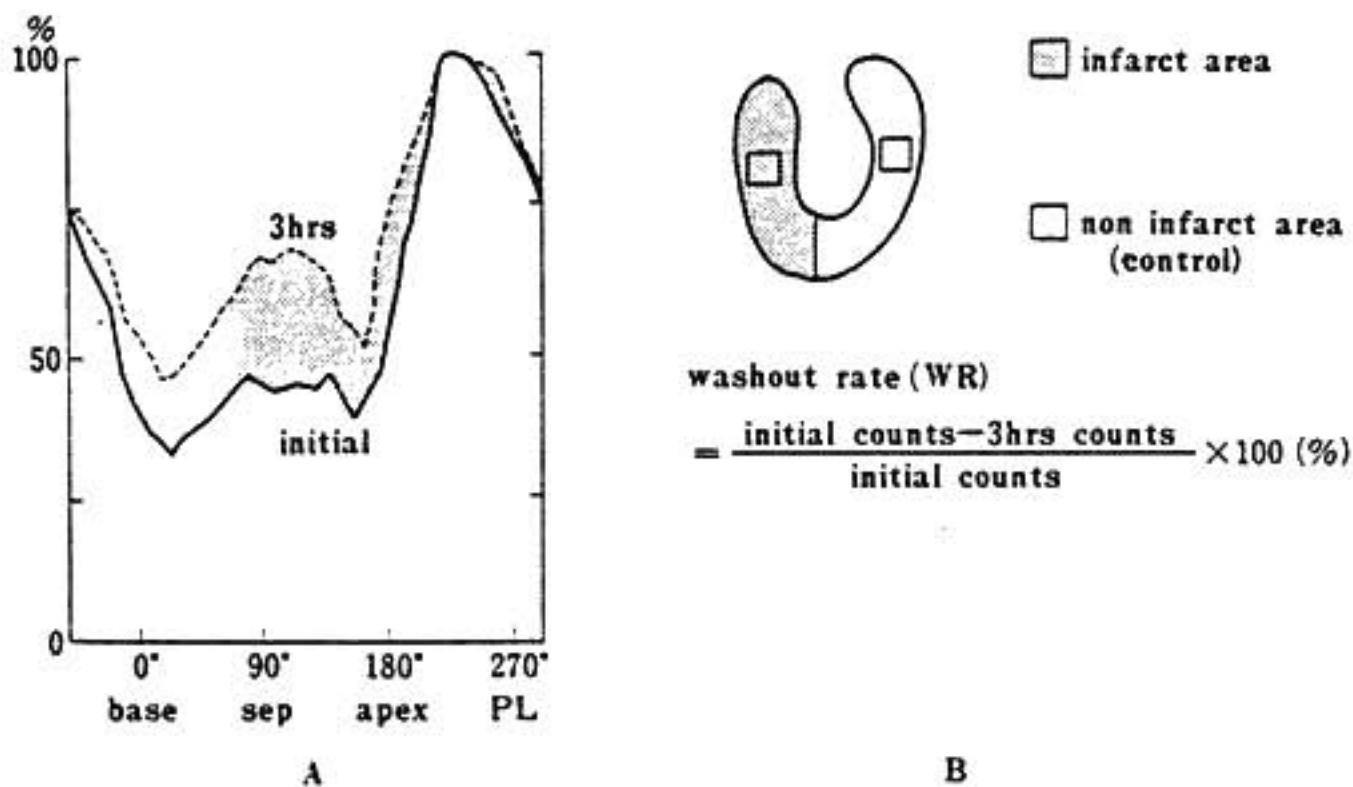 %
100
50
0
3hrs
initial
0° 90° 180° 270°
base sep apex PL
A
infarct area
non infarct area
(control)
washout rate (WR)
= initial counts−3hrs counts
initial counts
×100 (%)
B